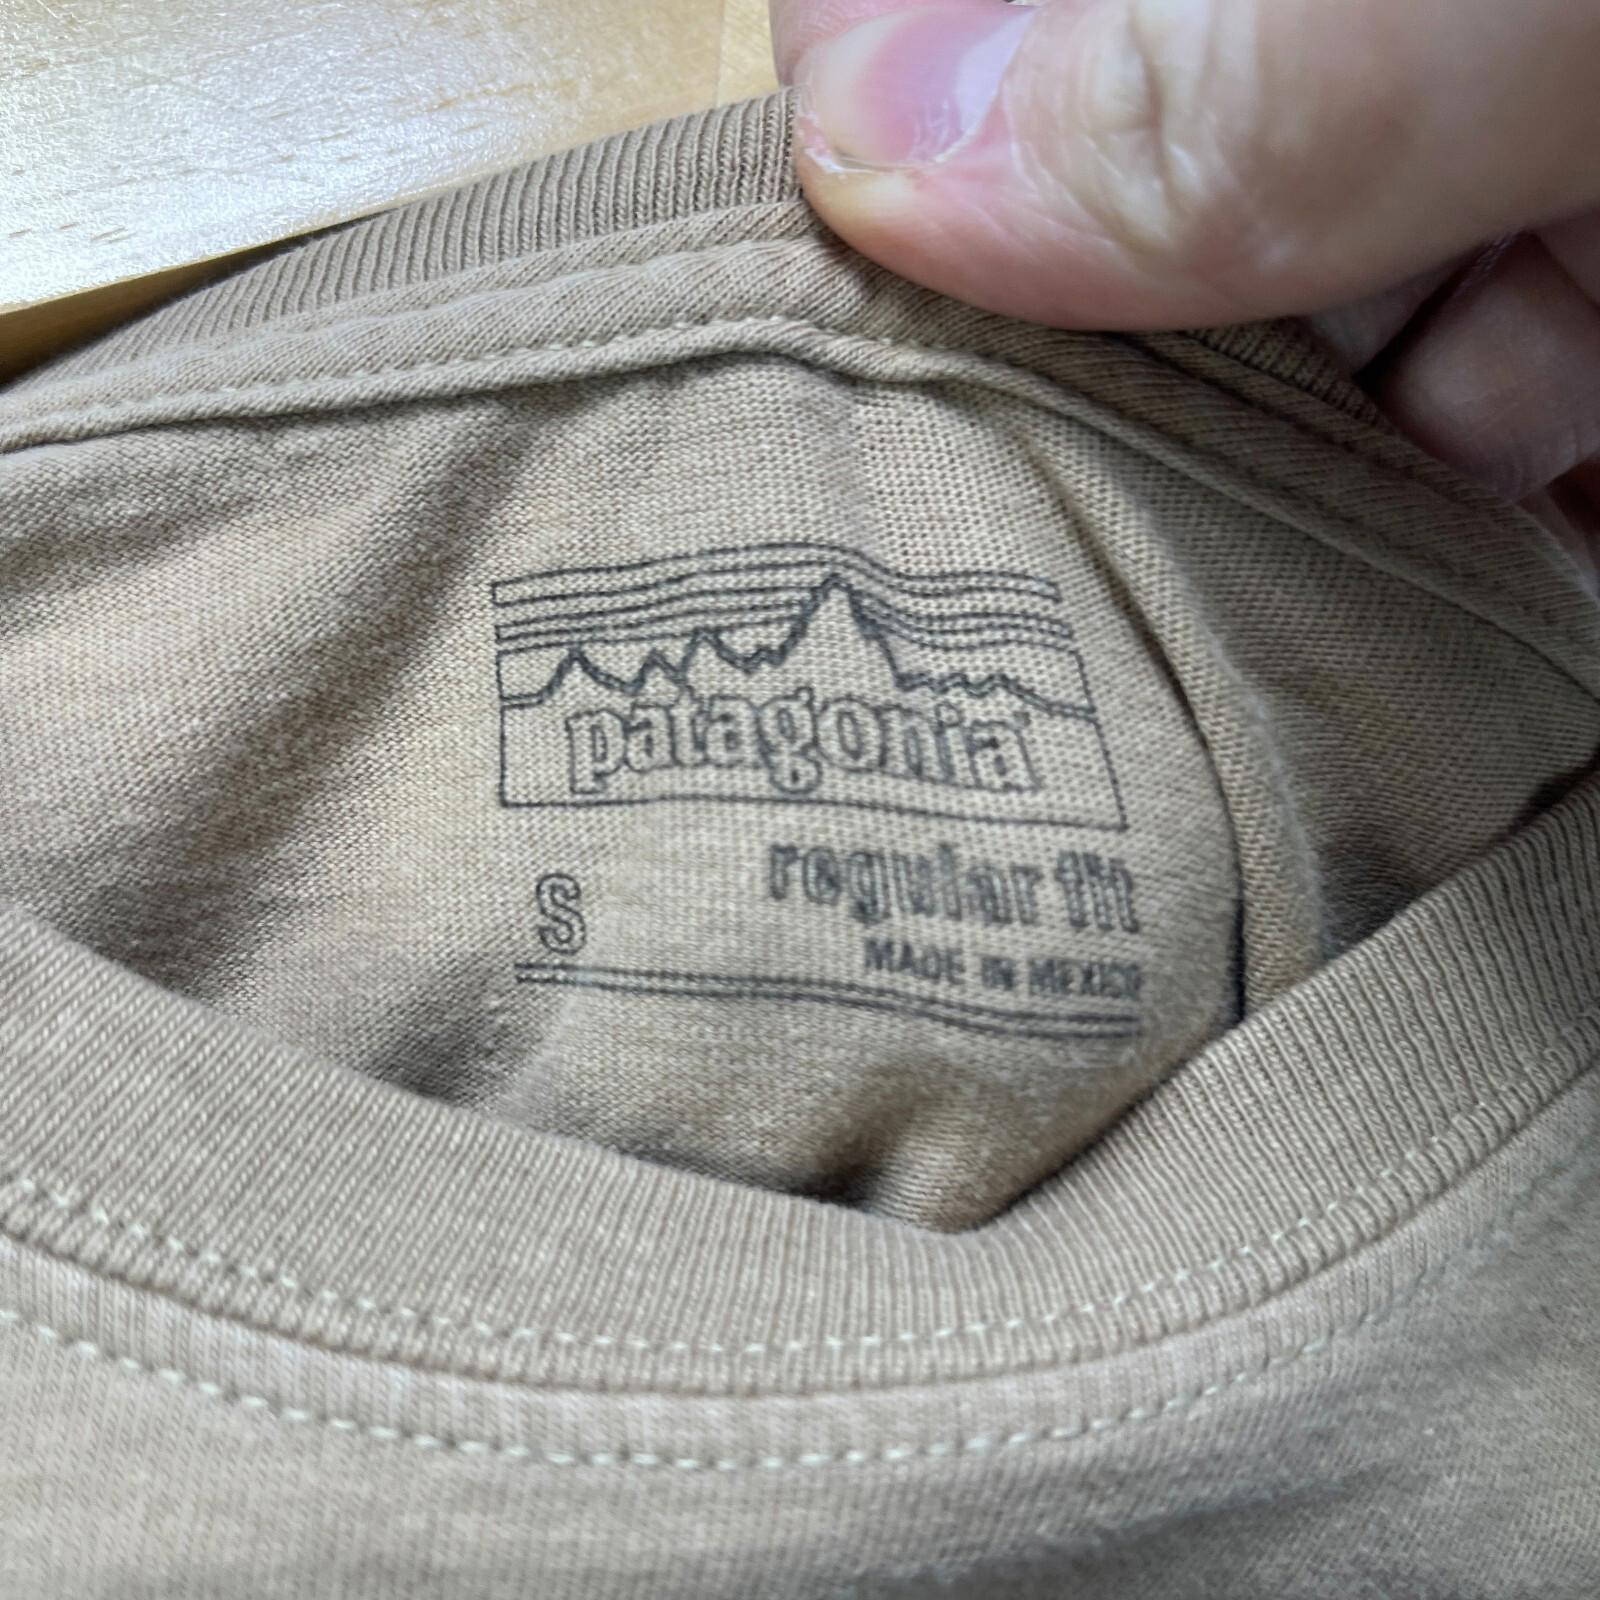 patagonia
regular fit
S
MADE IN MEXICO